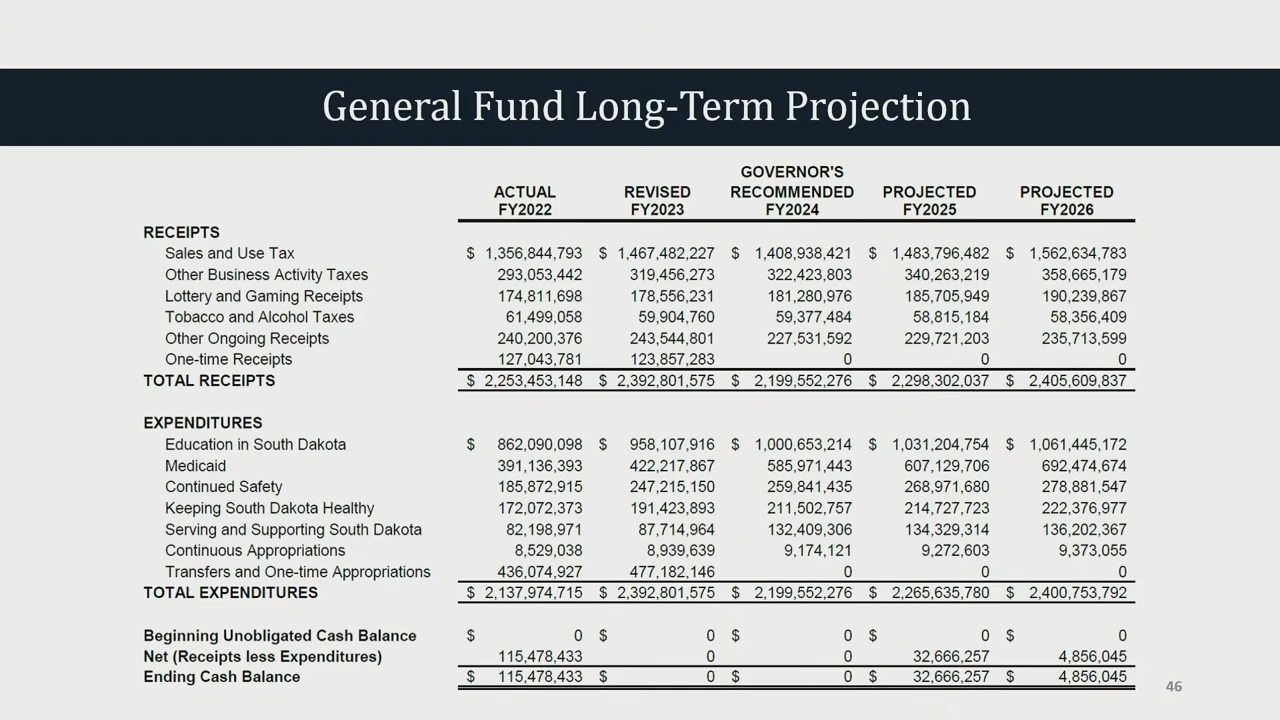 General Fund Long-Term Projection
GOVERNOR'S
ACTUAL REVISED RECOMMENDED PROJECTED PROJECTED
FY2022 FY2023 FY2024 FY2025 FY2026
RECEIPTS
Sales and Use Tax $ 1,356,844,793 $ 1,467,482,227 $ 1,408,938,421 $ 1,483,796,482 $ 1,562,634,783
Other Business Activity Taxes 293,053,442 319,456,273 322,423,803 340,263,219 358,665,179
Lottery and Gaming Receipts 174,811,698 178,556,231 181,280,976 185,705,949 190,239,867
Tobacco and Alcohol Taxes 61,499,058 59,904,760 59,377,484 58,815,184 58,356,409
Other Ongoing Receipts 240,200,376 243,544,801 227,531,592 229,721,203 235,713,599
One-time Receipts 127,043,781 123,857,283 0 0 0
TOTAL RECEIPTS $ 2,253,453,148 $ 2,392,801,575 $ 2,199,552,276 $ 2,298,302,037 $ 2,405,609,837
EXPENDITURES
Education in South Dakota $ 862,090,098 $ 958,107,916 $ 1,000,653,214 $ 1,031,204,754 $ 1,061,445,172
Medicaid 391,136,393 422,217,867 585,971,443 607,129,706 692,474,674
Continued Safety 185,872,915 247,215,150 259,841,435 268,971,680 278,881,547
Keeping South Dakota Healthy 172,072,373 191,423,893 211,502,757 214,727,723 222,376,977
Serving and Supporting South Dakota 82,198,971 87,714,964 132,409,306 134,329,314 136,202,367
Continuous Appropriations 8,529,038 8,939,639 9,174,121 9,272,603 9,373,055
Transfers and One-time Appropriations 436,074,927 477,182,146 0 0 0
TOTAL EXPENDITURES $ 2,137,974,715 $ 2,392,801,575 $ 2,199,552,276 $ 2,265,635,780 $ 2,400,753,792
Beginning Unobligated Cash Balance $ 0 $ 0 $ 0 $ 0 $ 0
Net (Receipts less Expenditures) 115,478,433 0 0 32,666,257 4,856,045
Ending Cash Balance $ 115,478,433 $ 0 $ 0 $ 32,666,257 $ 4,856,045
46